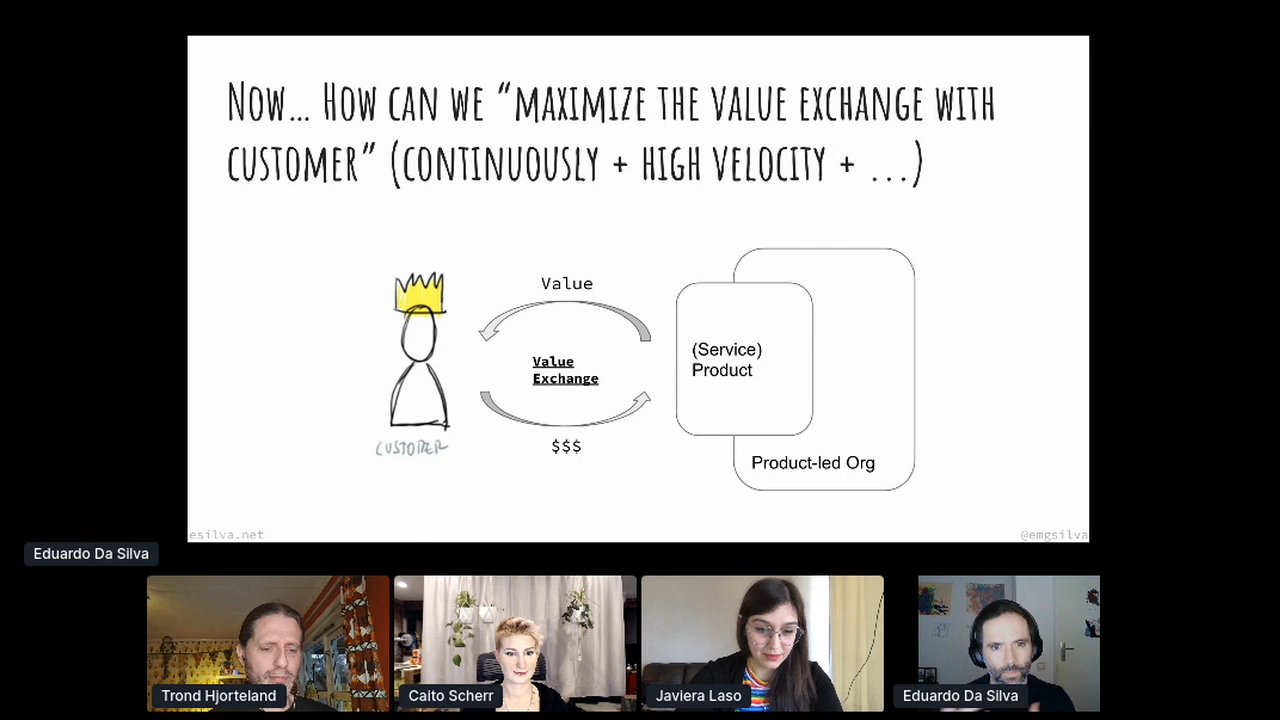 Now... How can we “maximize the value exchange with
customer” (continuously + high velocity + ...)
Value
Value
Exchange
$$$
CUSTOMER
(Service)
Product
Product-led Org
esilva.net
@emgsilva
Eduardo Da Silva
Trond Hjorteland
Caito Scherr
Javiera Laso
Eduardo Da Silva